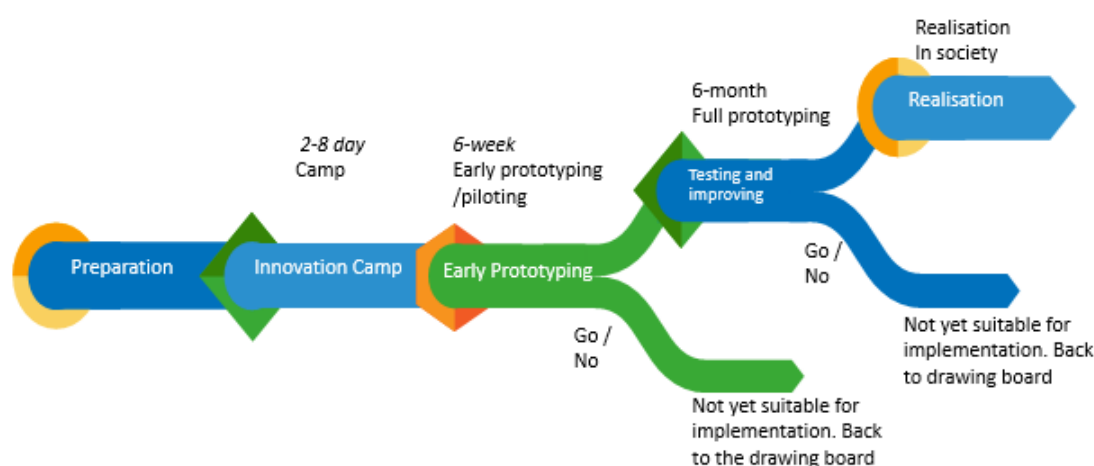 Realisation
In society
Realisation
6-month
Full prototyping
2-8 day
Camp
6-week
Early prototyping
/piloting
Testing and
improving
Preparation
Innovation Camp
Early Prototyping
Go /
No
Go /
No
Not yet suitable for
implementation. Back
to drawing board
Not yet suitable for
implementation. Back
to the drawing board